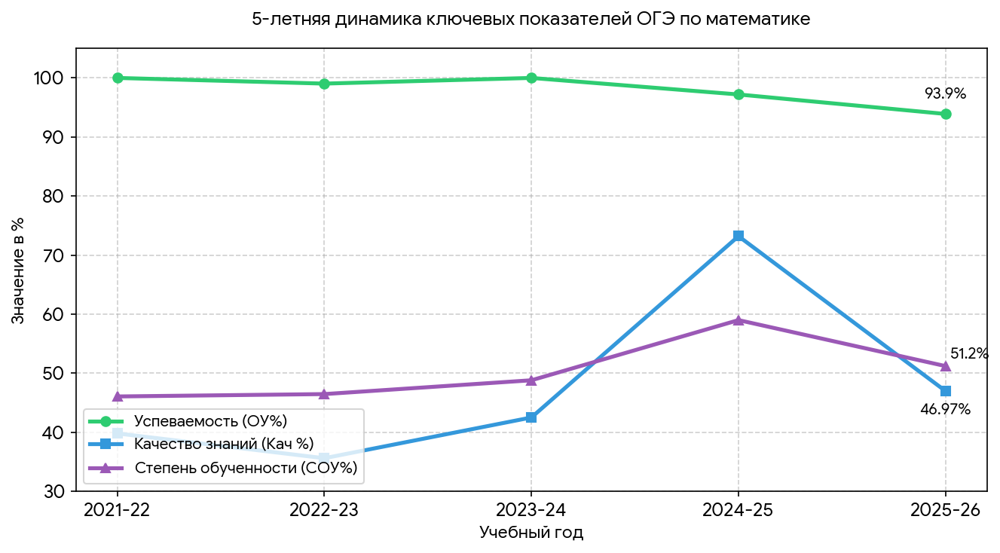 5-летняя динамика ключевых показателей ОГЭ по математике
Значение в %
100
90
80
70
60
50
40
30
93.9%
51.2%
46.97%
Успеваемость (ОУ%)
Качество знаний (Кач %)
Степень обученности (СОУ%)
2021-22
2022-23
2023-24
2024-25
2025-26
Учебный год